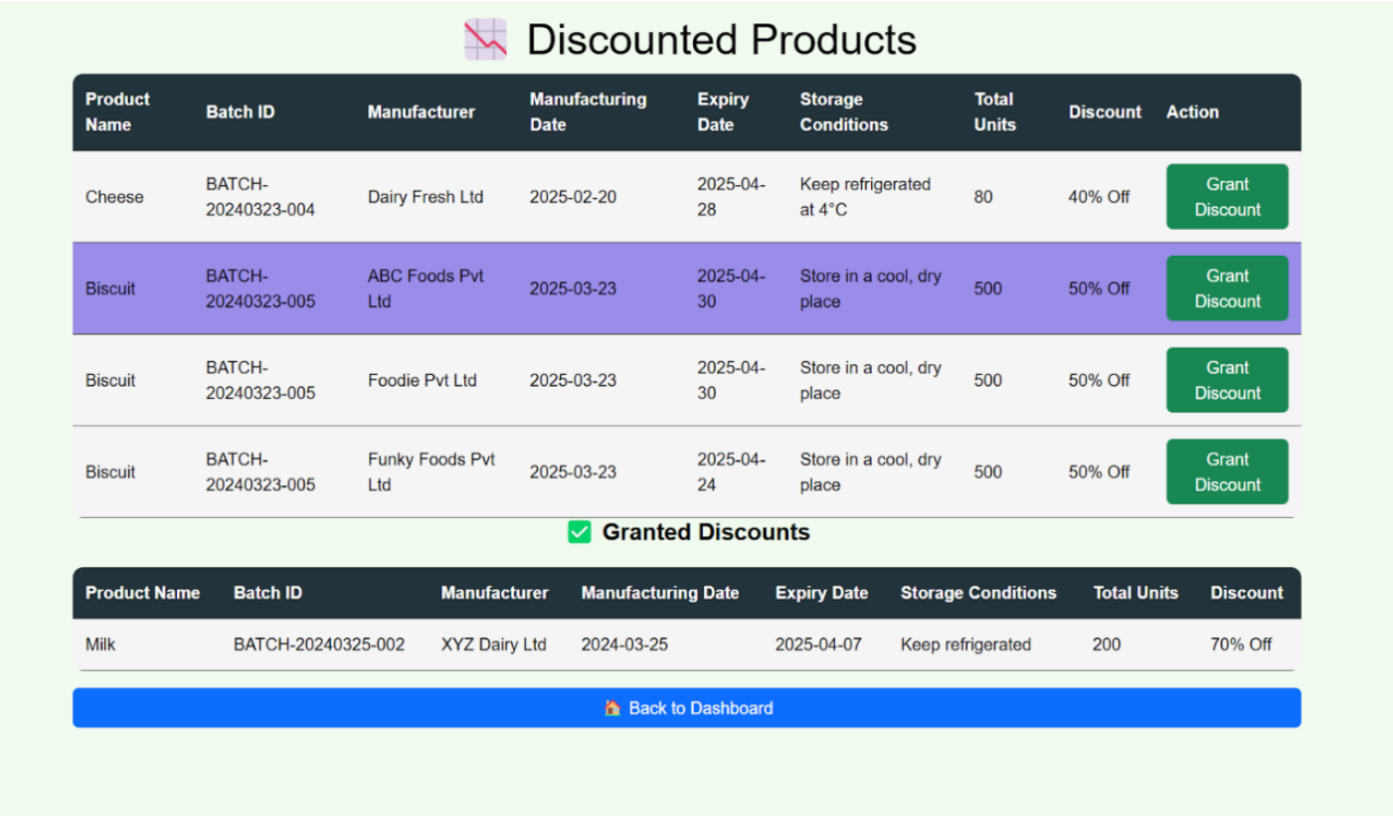 Discounted Products
Product Name Batch ID Manufacturer Manufacturing Date Expiry Date Storage Conditions Total Units Discount Action
Cheese BATCH-20240323-004 Dairy Fresh Ltd 2025-02-20 2025-04-28 Keep refrigerated at 4°C 80 40% Off Grant Discount
Biscuit BATCH-20240323-005 ABC Foods Pvt Ltd 2025-03-23 2025-04-30 Store in a cool, dry place 500 50% Off Grant Discount
Biscuit BATCH-20240323-005 Foodie Pvt Ltd 2025-03-23 2025-04-30 Store in a cool, dry place 500 50% Off Grant Discount
Biscuit BATCH-20240323-005 Funky Foods Pvt Ltd 2025-03-23 2025-04-24 Store in a cool, dry place 500 50% Off Grant Discount
Granted Discounts
Product Name Batch ID Manufacturer Manufacturing Date Expiry Date Storage Conditions Total Units Discount
Milk BATCH-20240325-002 XYZ Dairy Ltd 2024-03-25 2025-04-07 Keep refrigerated 200 70% Off
Back to Dashboard